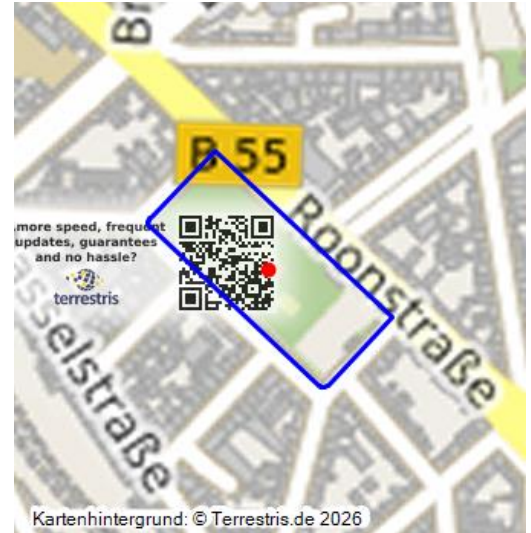 B 55
Roonstraße
more speed, frequent
updates, guarantees
and no hassle?
terrestris
Kartenhintergrund: © Terrestris.de 2026